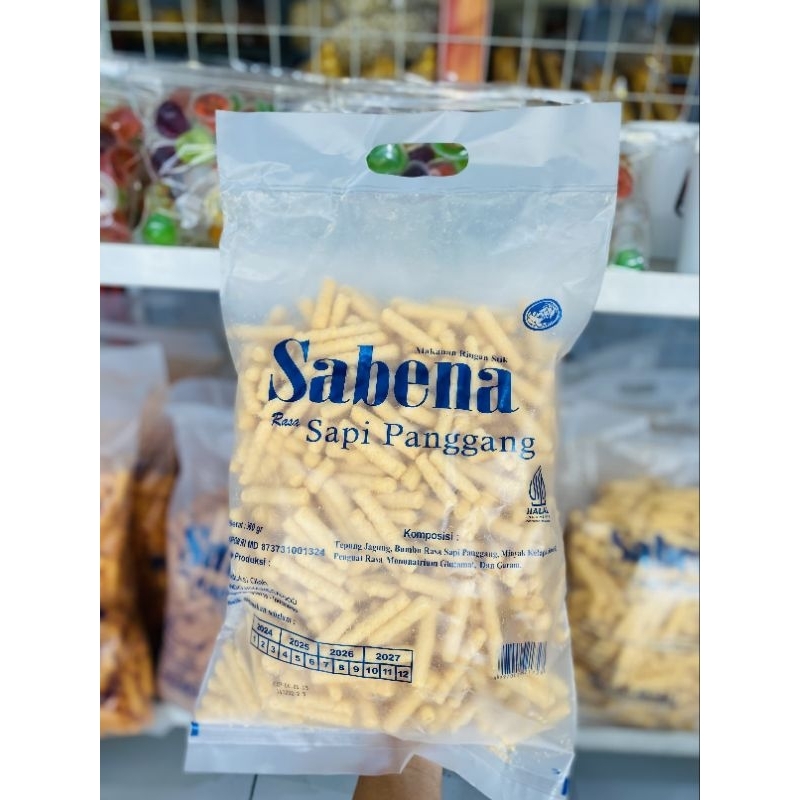 Makanan Ringan Stik
Sabena
Rasa Sapi Panggang
HALAL
Komposisi :
Tepung Jagung, Bumbu Rasa Sapi Panggang, Minyak Kelapa Sawit
Penguat Rasa Mononatrium Glutamat, Dan Garam.
RI MD 873731001324
Produksi :
2024 2025 2026 2027
1 2 3 4 5 6 7 8 9 10 11 12